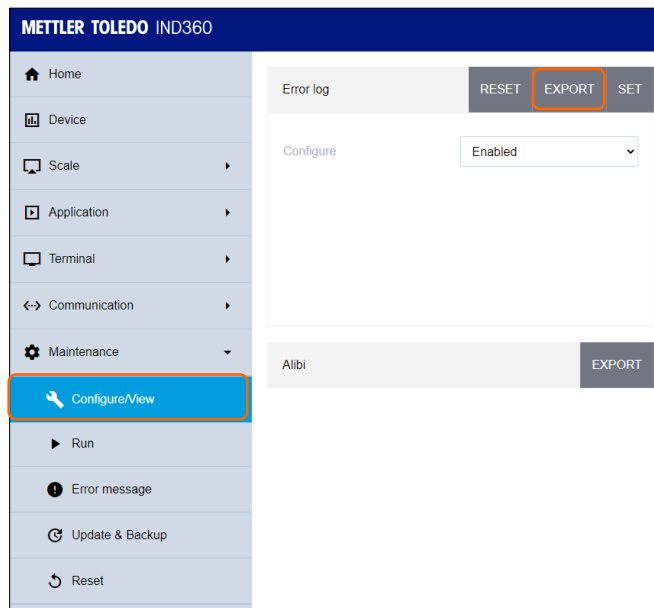 METTLER TOLEDO IND360
Home
Device
Scale
Application
Terminal
Communication
Maintenance
Configure/View
Run
Error message
Update & Backup
Reset
Error log
RESET
EXPORT
SET
Configure
Enabled
Alibi
EXPORT